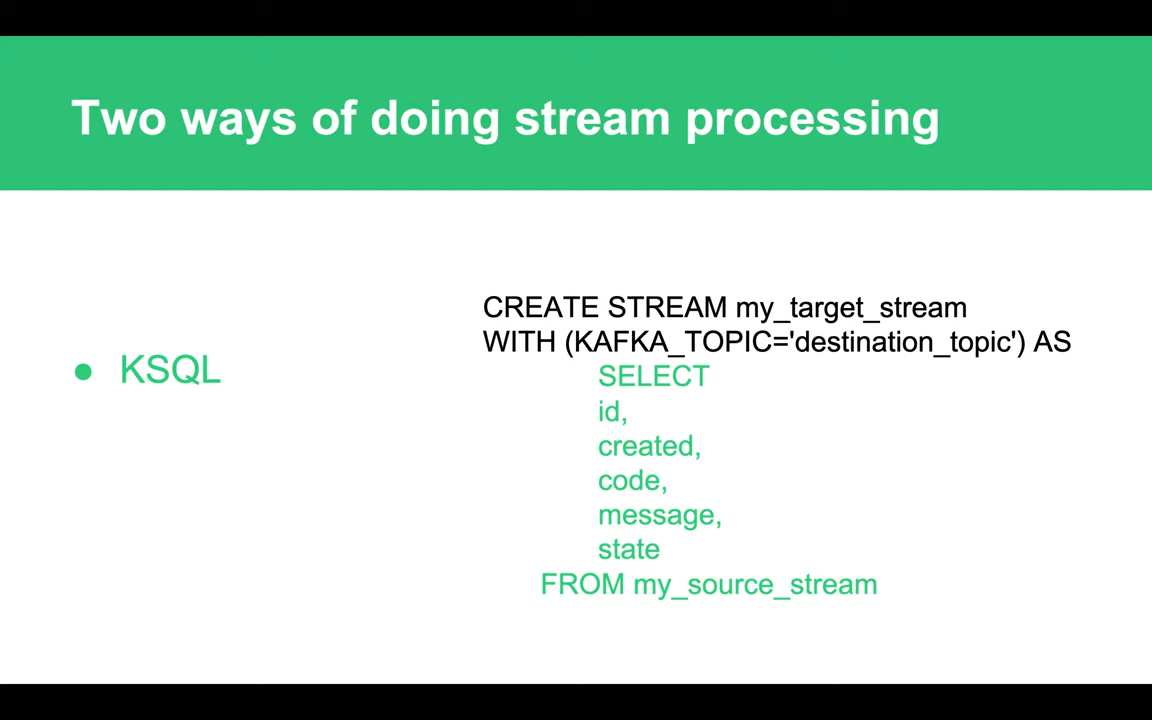 Two ways of doing stream processing
● KSQL
CREATE STREAM my_target_stream
WITH (KAFKA_TOPIC='destination_topic') AS
SELECT
id,
created,
code,
message,
state
FROM my_source_stream